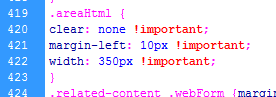 419 .areaHtml {
420 clear: none !important;
421 margin-left: 10px !important;
422 width: 350px !important;
423 }
424 .related-content .webForm {margin